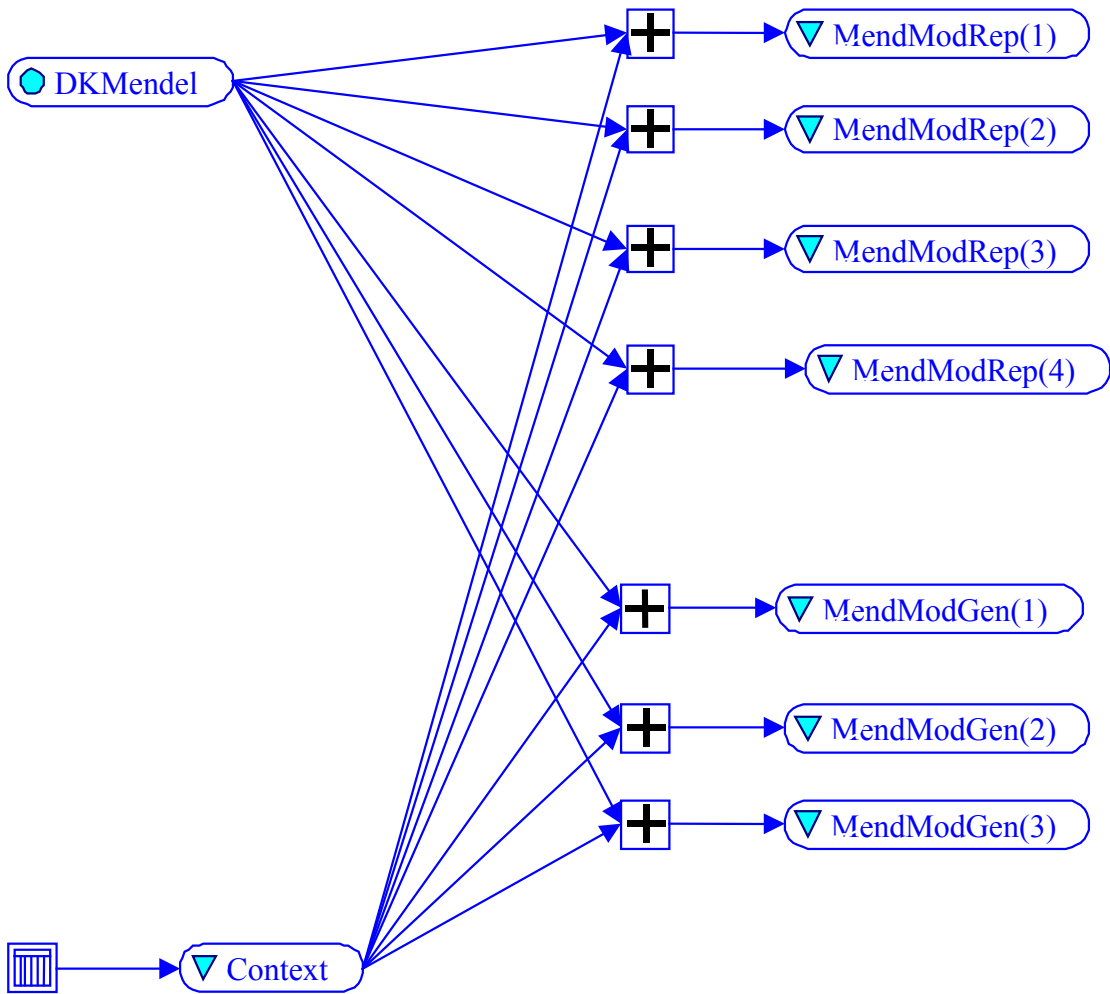 MendModRep(1)
DKMendel
MendModRep(2)
MendModRep(3)
MendModRep(4)
MendModGen(1)
MendModGen(2)
MendModGen(3)
Context